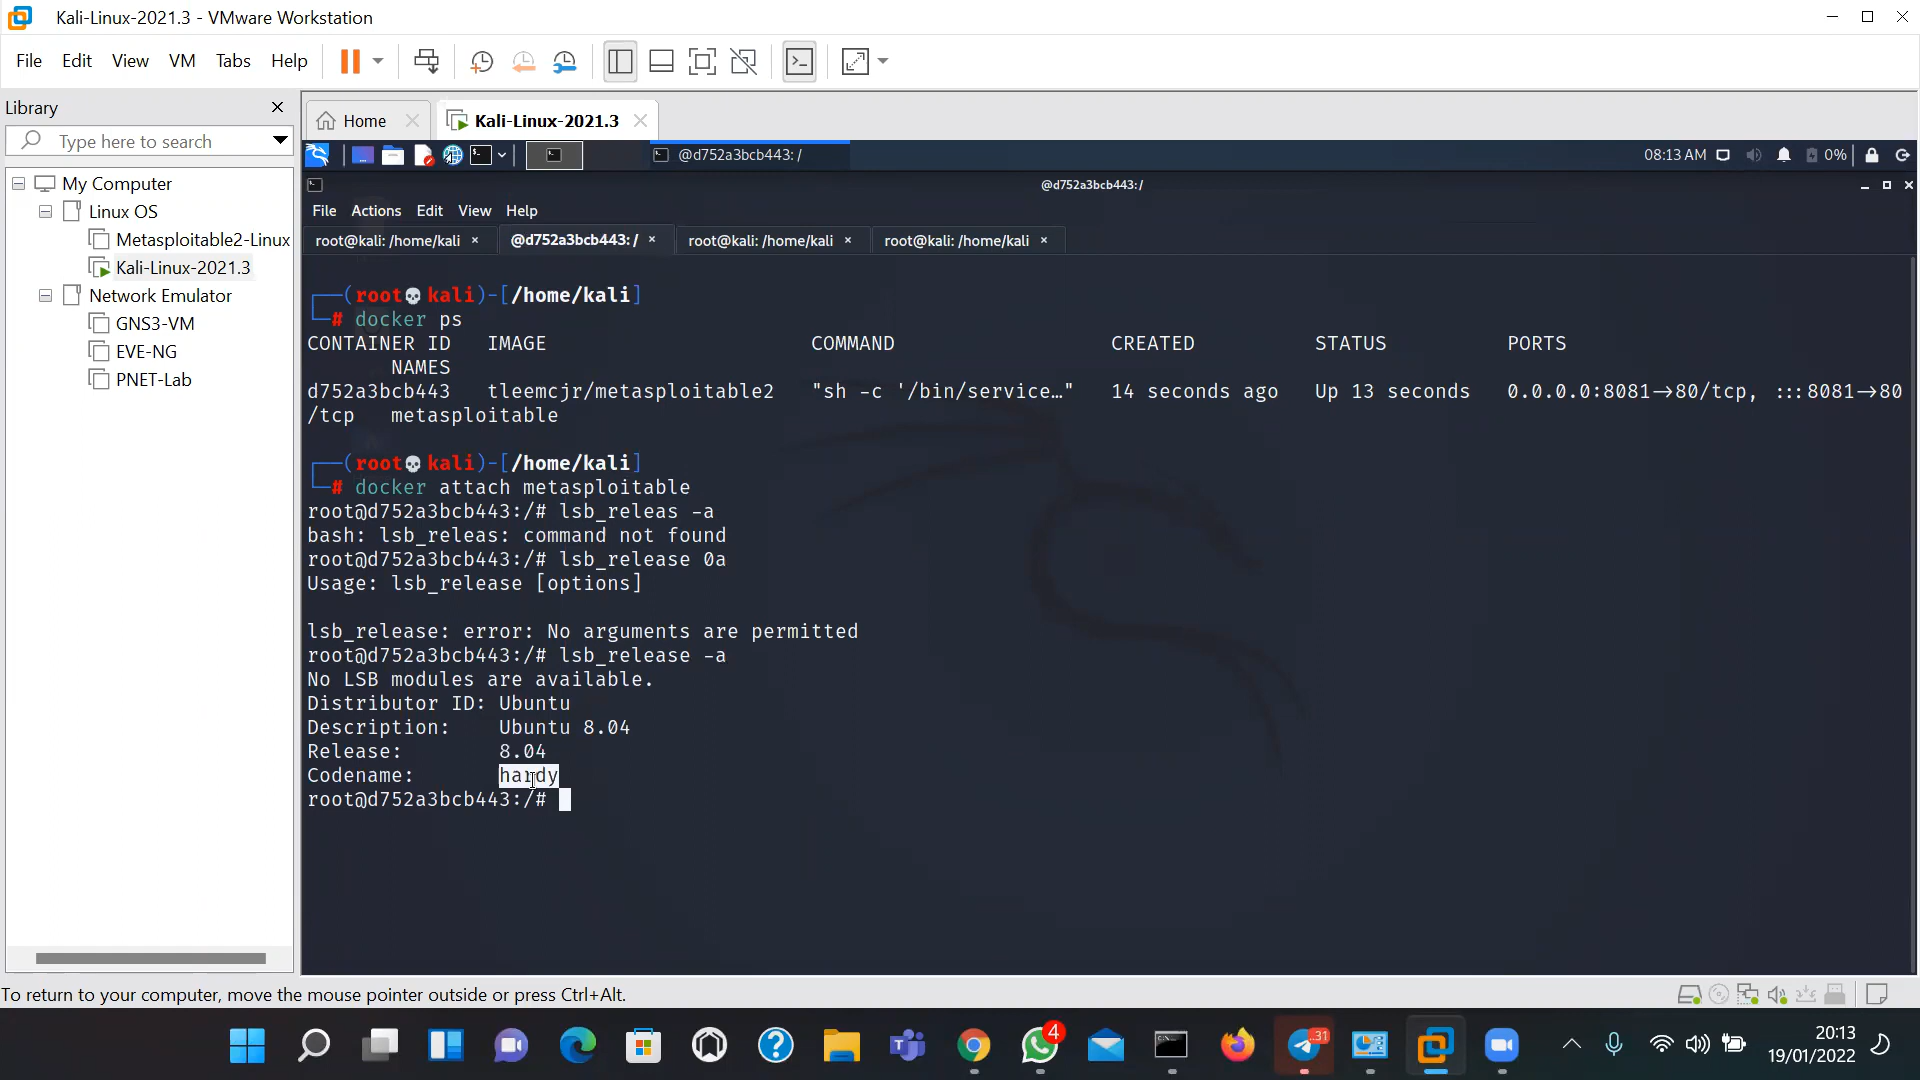 Kali-Linux-2021.3 - VMware Workstation
File Edit View VM Tabs Help
Library
Type here to search
My Computer
Linux OS
Metasploitable2-Linux
Kali-Linux-2021.3
Network Emulator
GNS3-VM
EVE-NG
PNET-Lab
Home
Kali-Linux-2021.3
@d752a3bcb443: /
08:13 AM
0%
@d752a3bcb443: /
File Actions Edit View Help
root@kali: /home/kali × @d752a3bcb443: / × root@kali: /home/kali × root@kali: /home/kali ×
┌──(root💀kali)-[/home/kali]
└─# docker ps
CONTAINER ID   IMAGE                      COMMAND                  CREATED          STATUS          PORTS
       NAMES
d752a3bcb443   tleemcjr/metasploitable2   "sh -c '/bin/service…"   14 seconds ago   Up 13 seconds   0.0.0.0:8081→80/tcp, :::8081→80
/tcp   metasploitable
┌──(root💀kali)-[/home/kali]
└─# docker attach metasploitable
root@d752a3bcb443:/# lsb_releas -a
bash: lsb_releas: command not found
root@d752a3bcb443:/# lsb_release 0a
Usage: lsb_release [options]
lsb_release: error: No arguments are permitted
root@d752a3bcb443:/# lsb_release -a
No LSB modules are available.
Distributor ID: Ubuntu
Description:    Ubuntu 8.04
Release:        8.04
Codename:       hardy
root@d752a3bcb443:/#
To return to your computer, move the mouse pointer outside or press Ctrl+Alt.
4
31
20:13
19/01/2022